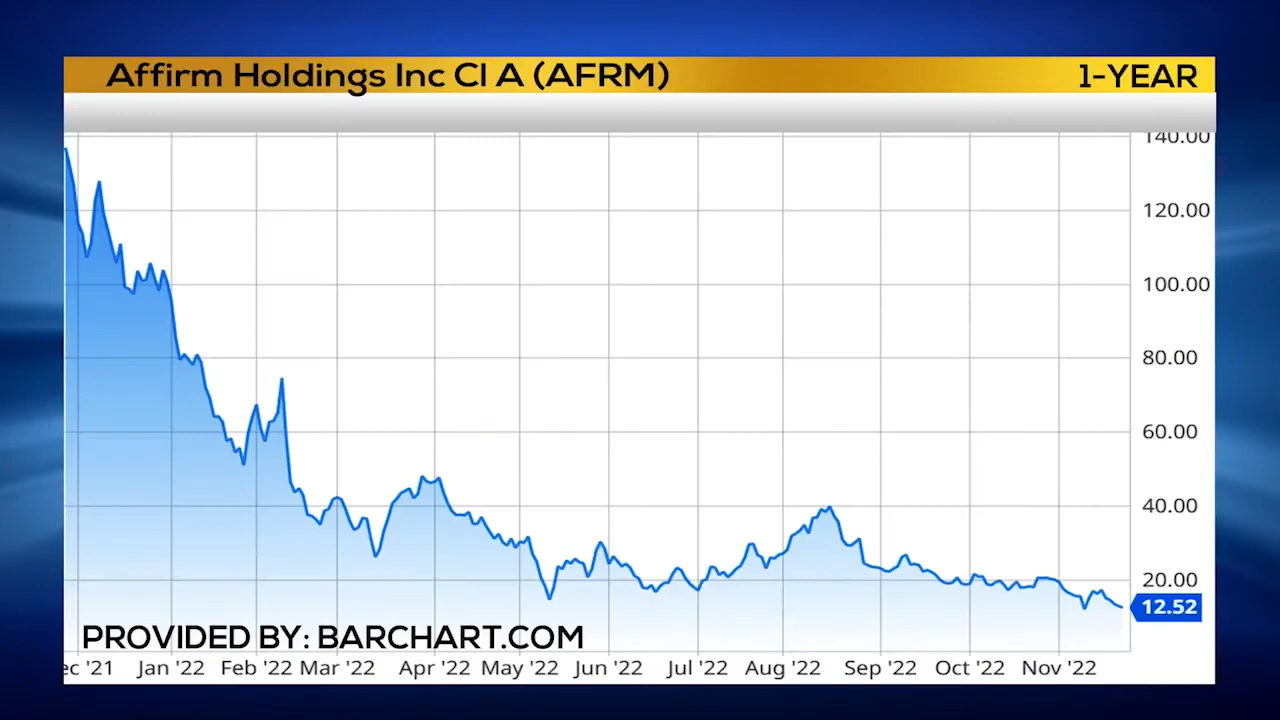 Affirm Holdings Inc Cl A (AFRM) 1-YEAR
140.00
120.00
100.00
80.00
60.00
40.00
20.00
12.52
PROVIDED BY: BARCHART.COM
ec '21 Jan '22 Feb '22 Mar '22 Apr '22 May '22 Jun '22 Jul '22 Aug '22 Sep '22 Oct '22 Nov '22